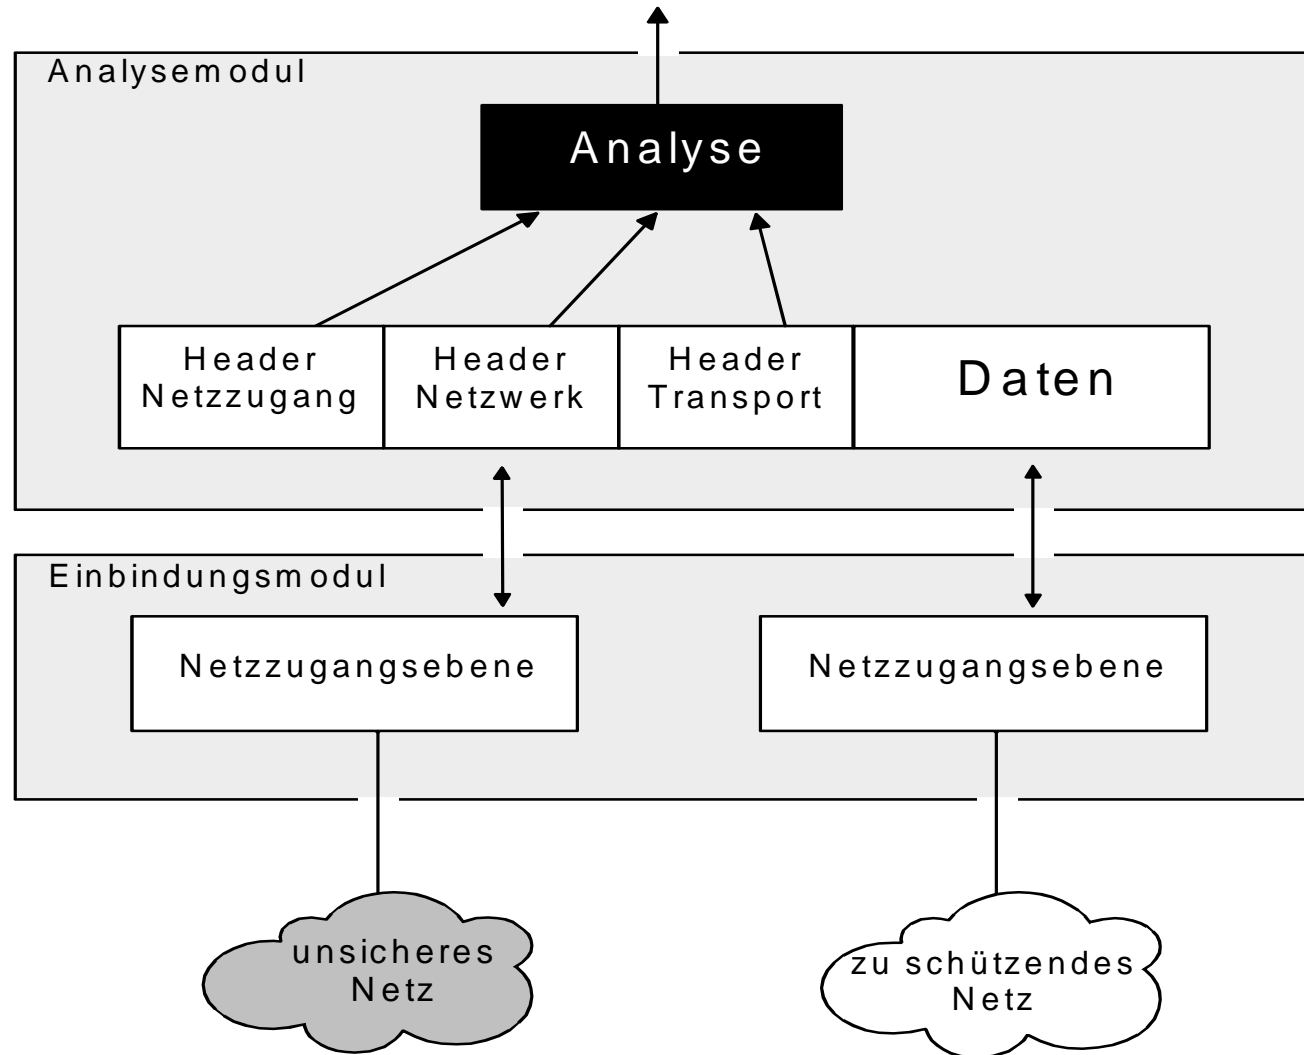 Analysemodul
Analyse
Header
Netzzugang
Header
Netzwerk
Header
Transport
Daten
Einbindungsmodul
Netzzugangsebene
Netzzugangsebene
unsicheres
Netz
zu schützendes
Netz